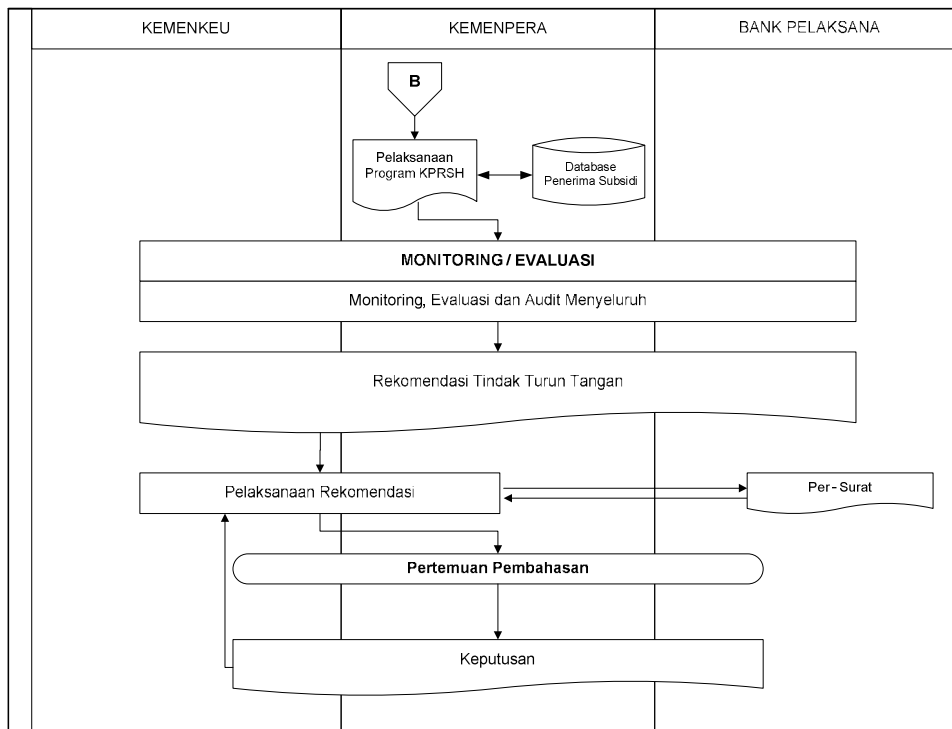 KEMENKEU
KEMENPERA
BANK PELAKSANA
B
Pelaksanaan
Program KPRSH
Database
Penerima Subsidi
MONITORING / EVALUASI
Monitoring, Evaluasi dan Audit Menyeluruh
Rekomendasi Tindak Turun Tangan
Pelaksanaan Rekomendasi
Per-Surat
Pertemuan Pembahasan
Keputusan